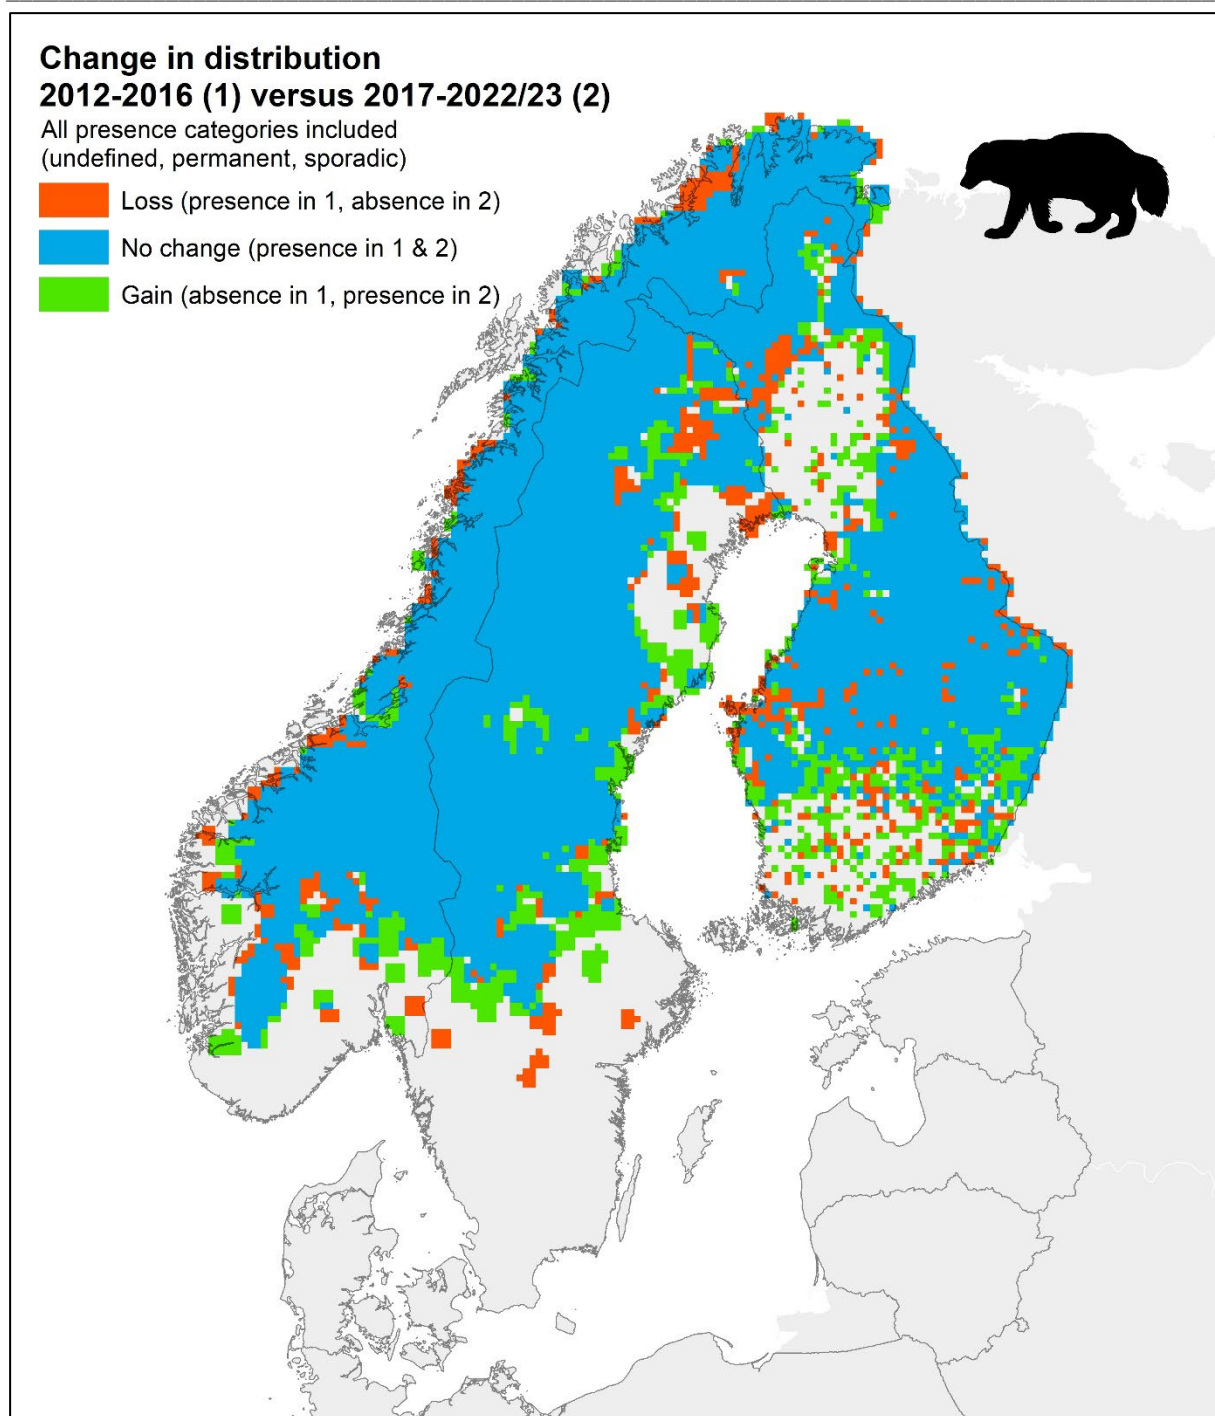 Change in distribution
2012-2016 (1) versus 2017-2022/23 (2)
All presence categories included
(undefined, permanent, sporadic)
Loss (presence in 1, absence in 2)
No change (presence in 1 & 2)
Gain (absence in 1, presence in 2)